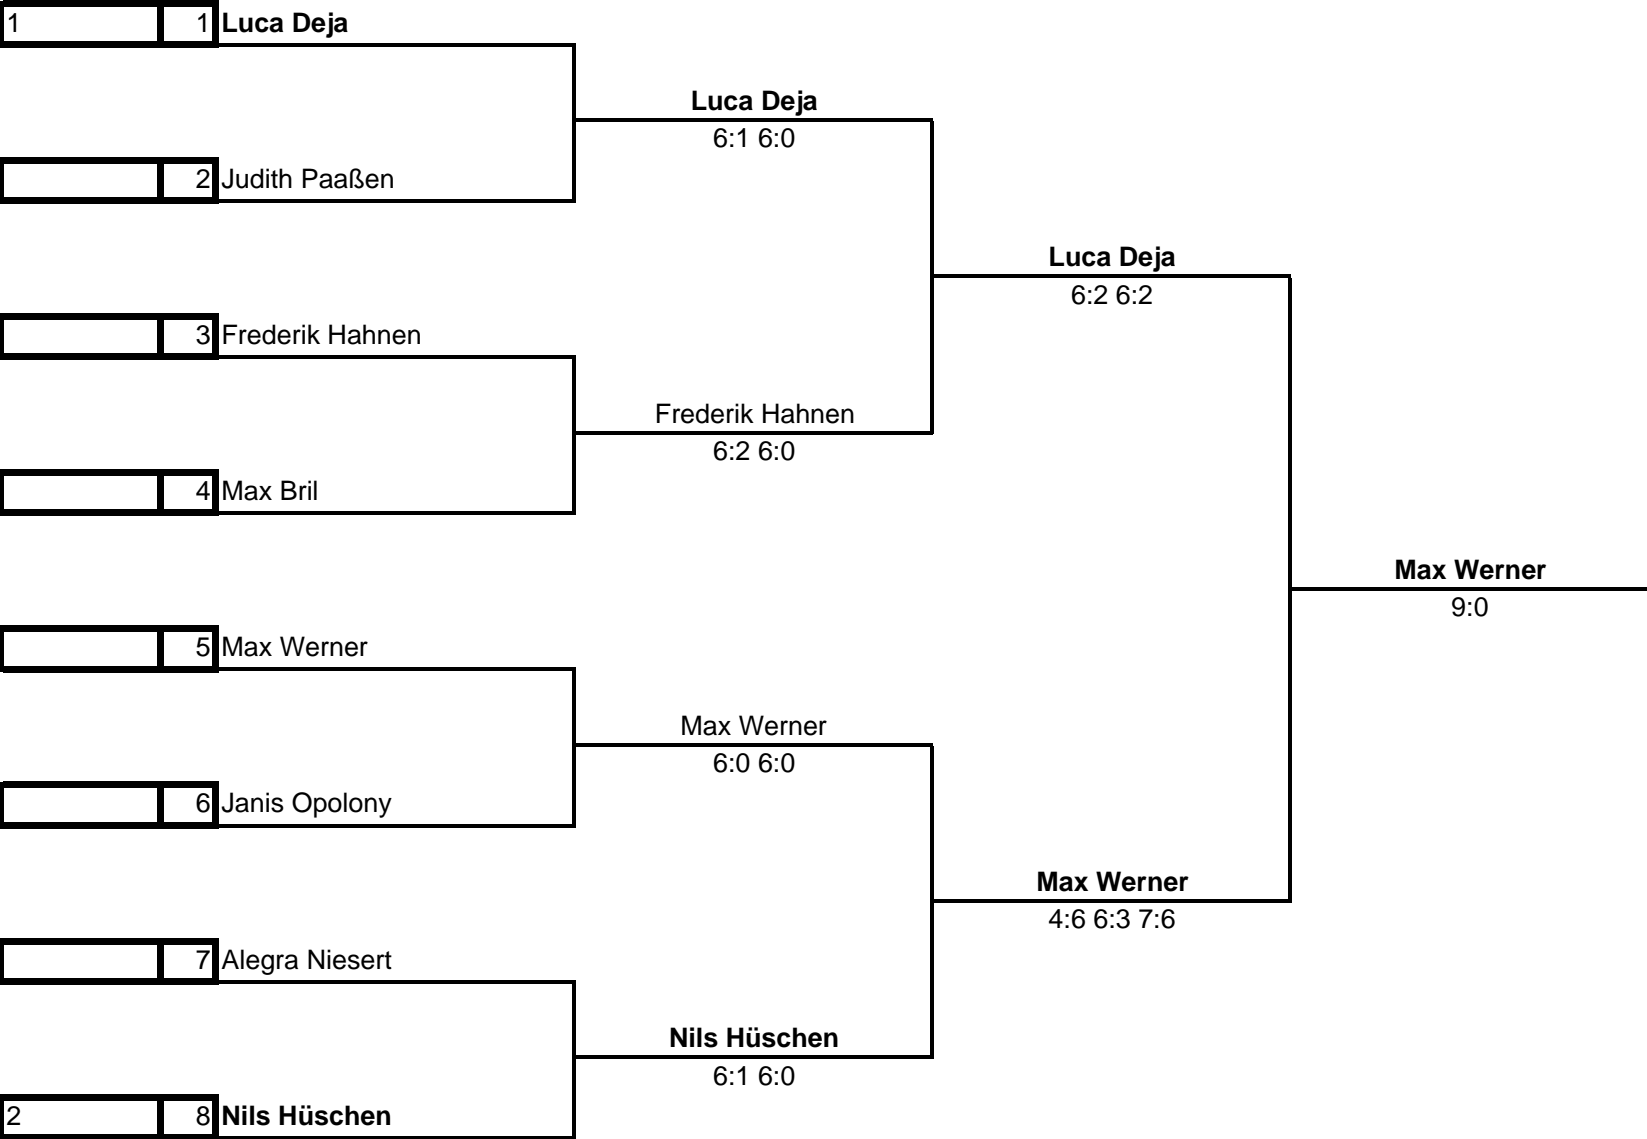 1 1 Luca Deja
Luca Deja
6:1 6:0
2 Judith Paaßen
Luca Deja
6:2 6:2
3 Frederik Hahnen
Frederik Hahnen
6:2 6:0
4 Max Bril
Max Werner
9:0
5 Max Werner
Max Werner
6:0 6:0
6 Janis Opolony
Max Werner
4:6 6:3 7:6
7 Alegra Niesert
Nils Hüschen
6:1 6:0
2 8 Nils Hüschen